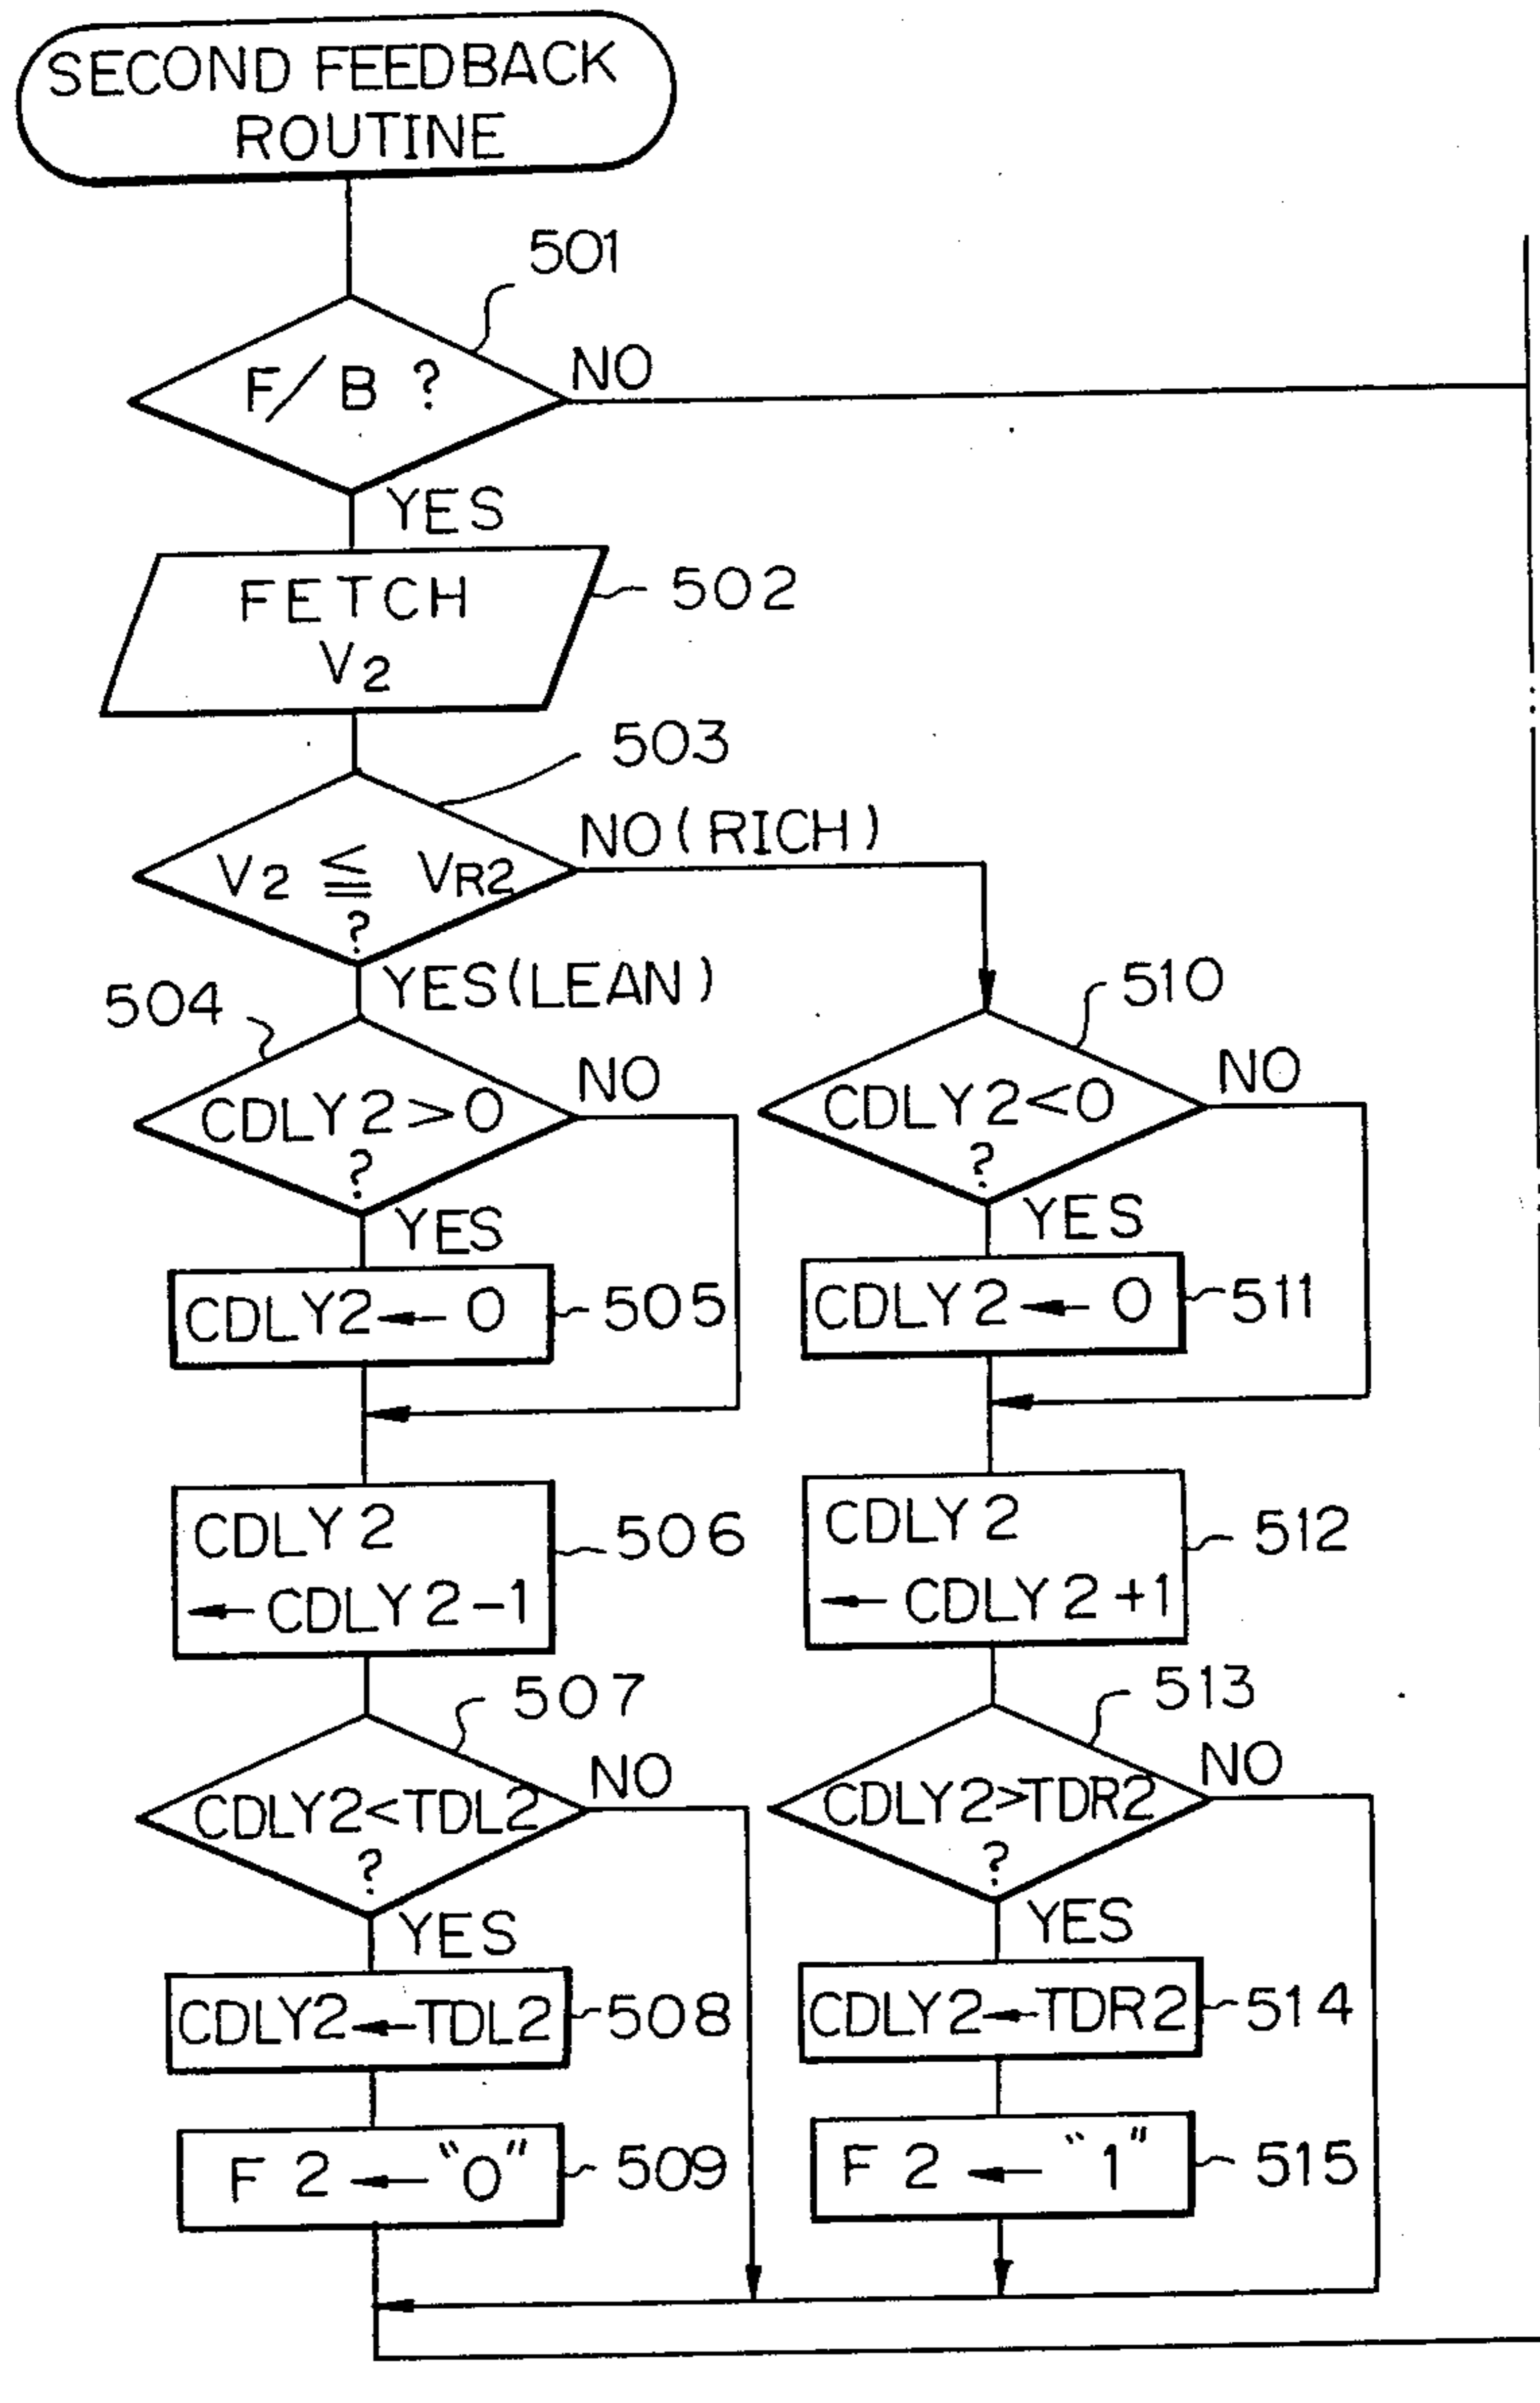 SECOND FEEDBACK
ROUTINE
501
F/B ?
NO
YES
FETCH
V2
502
503
V2 ≦ VR2
?
NO (RICH)
YES (LEAN)
504
CDLY2>0
?
NO
YES
CDLY2←0
505
CDLY2
←CDLY2-1
506
507
CDLY2<TDL2
?
NO
YES
CDLY2←TDL2
508
F2←"0"
509
510
CDLY2<0
?
NO
YES
CDLY2←0
511
CDLY2
←CDLY2+1
512
513
CDLY2>TDR2
?
NO
YES
CDLY2←TDR2
514
F2←"1"
515